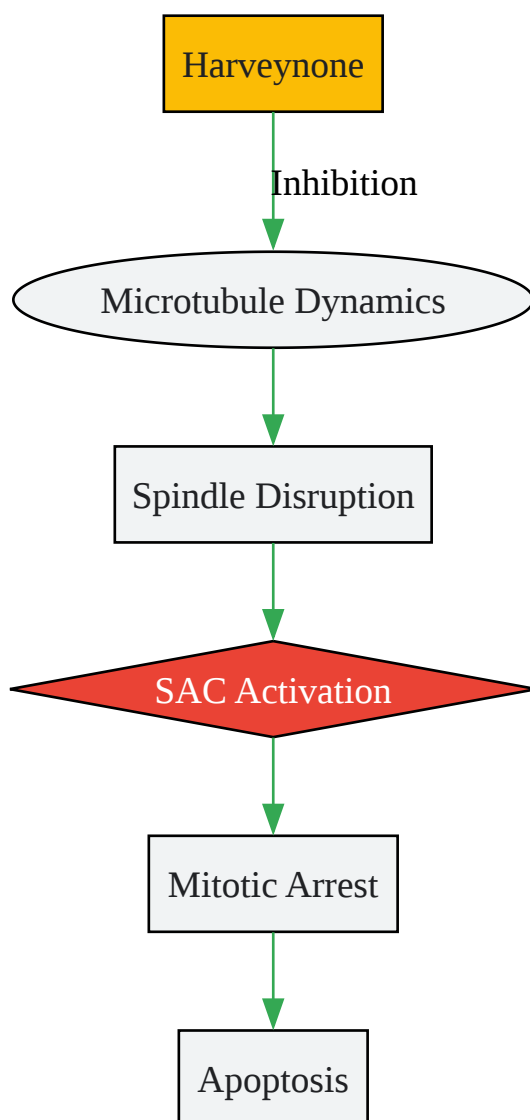 Harveynone
Inhibition
Microtubule Dynamics
Spindle Disruption
SAC Activation
Mitotic Arrest
Apoptosis